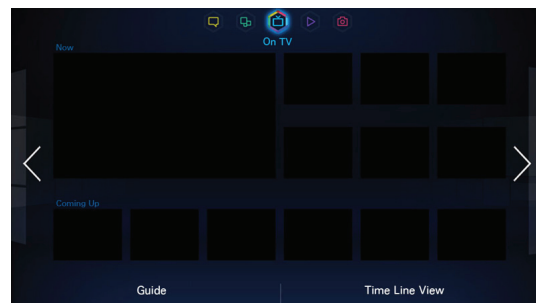 On TV
Now
Coming Up
Guide
Time Line View